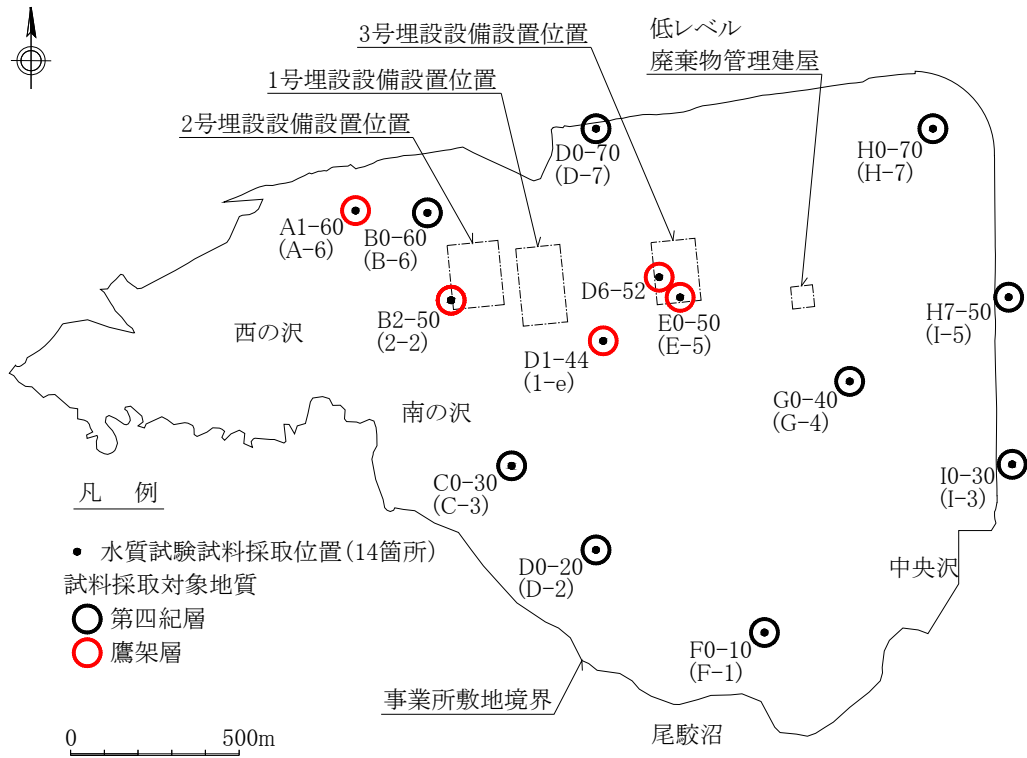 3号埋設設備設置位置
低レベル
廃棄物管理建屋
1号埋設設備設置位置
2号埋設設備設置位置
D0-70
(D-7)
H0-70
(H-7)
A1-60
(A-6)
B0-60
(B-6)
D6-52
B2-50
(2-2)
E0-50
(E-5)
H7-50
(I-5)
西の沢
D1-44
(1-e)
G0-40
(G-4)
南の沢
C0-30
(C-3)
I0-30
(I-3)
凡 例
水質試験試料採取位置(14箇所)
試料採取対象地質
第四紀層
鷹架層
D0-20
(D-2)
中央沢
F0-10
(F-1)
事業所敷地境界
尾駮沼
0 500m